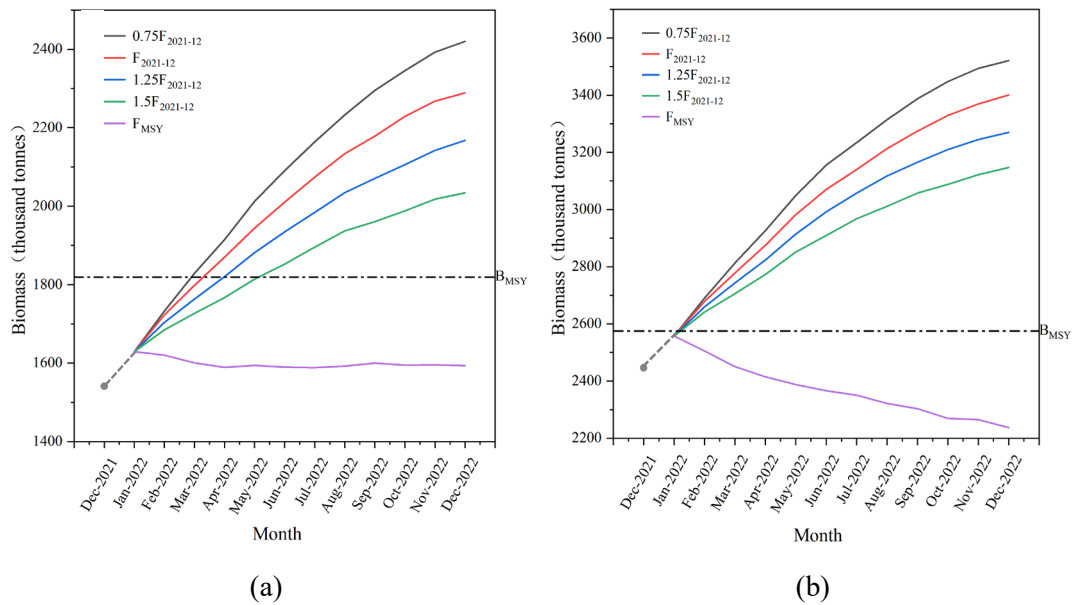 2400
2200
2000
1800
1600
1400
Biomass（thousand tonnes）
0.75F2021-12
F2021-12
1.25F2021-12
1.5F2021-12
FMSY
BMSY
Dec-2021
Jan-2022
Feb-2022
Mar-2022
Apr-2022
May-2022
Jun-2022
Jul-2022
Aug-2022
Sep-2022
Oct-2022
Nov-2022
Dec-2022
Month
(a)
3600
3400
3200
3000
2800
2600
2400
2200
Biomass（thousand tonnes）
0.75F2021-12
F2021-12
1.25F2021-12
1.5F2021-12
FMSY
BMSY
Dec-2021
Jan-2022
Feb-2022
Mar-2022
Apr-2022
May-2022
Jun-2022
Jul-2022
Aug-2022
Sep-2022
Oct-2022
Nov-2022
Dec-2022
Month
(b)